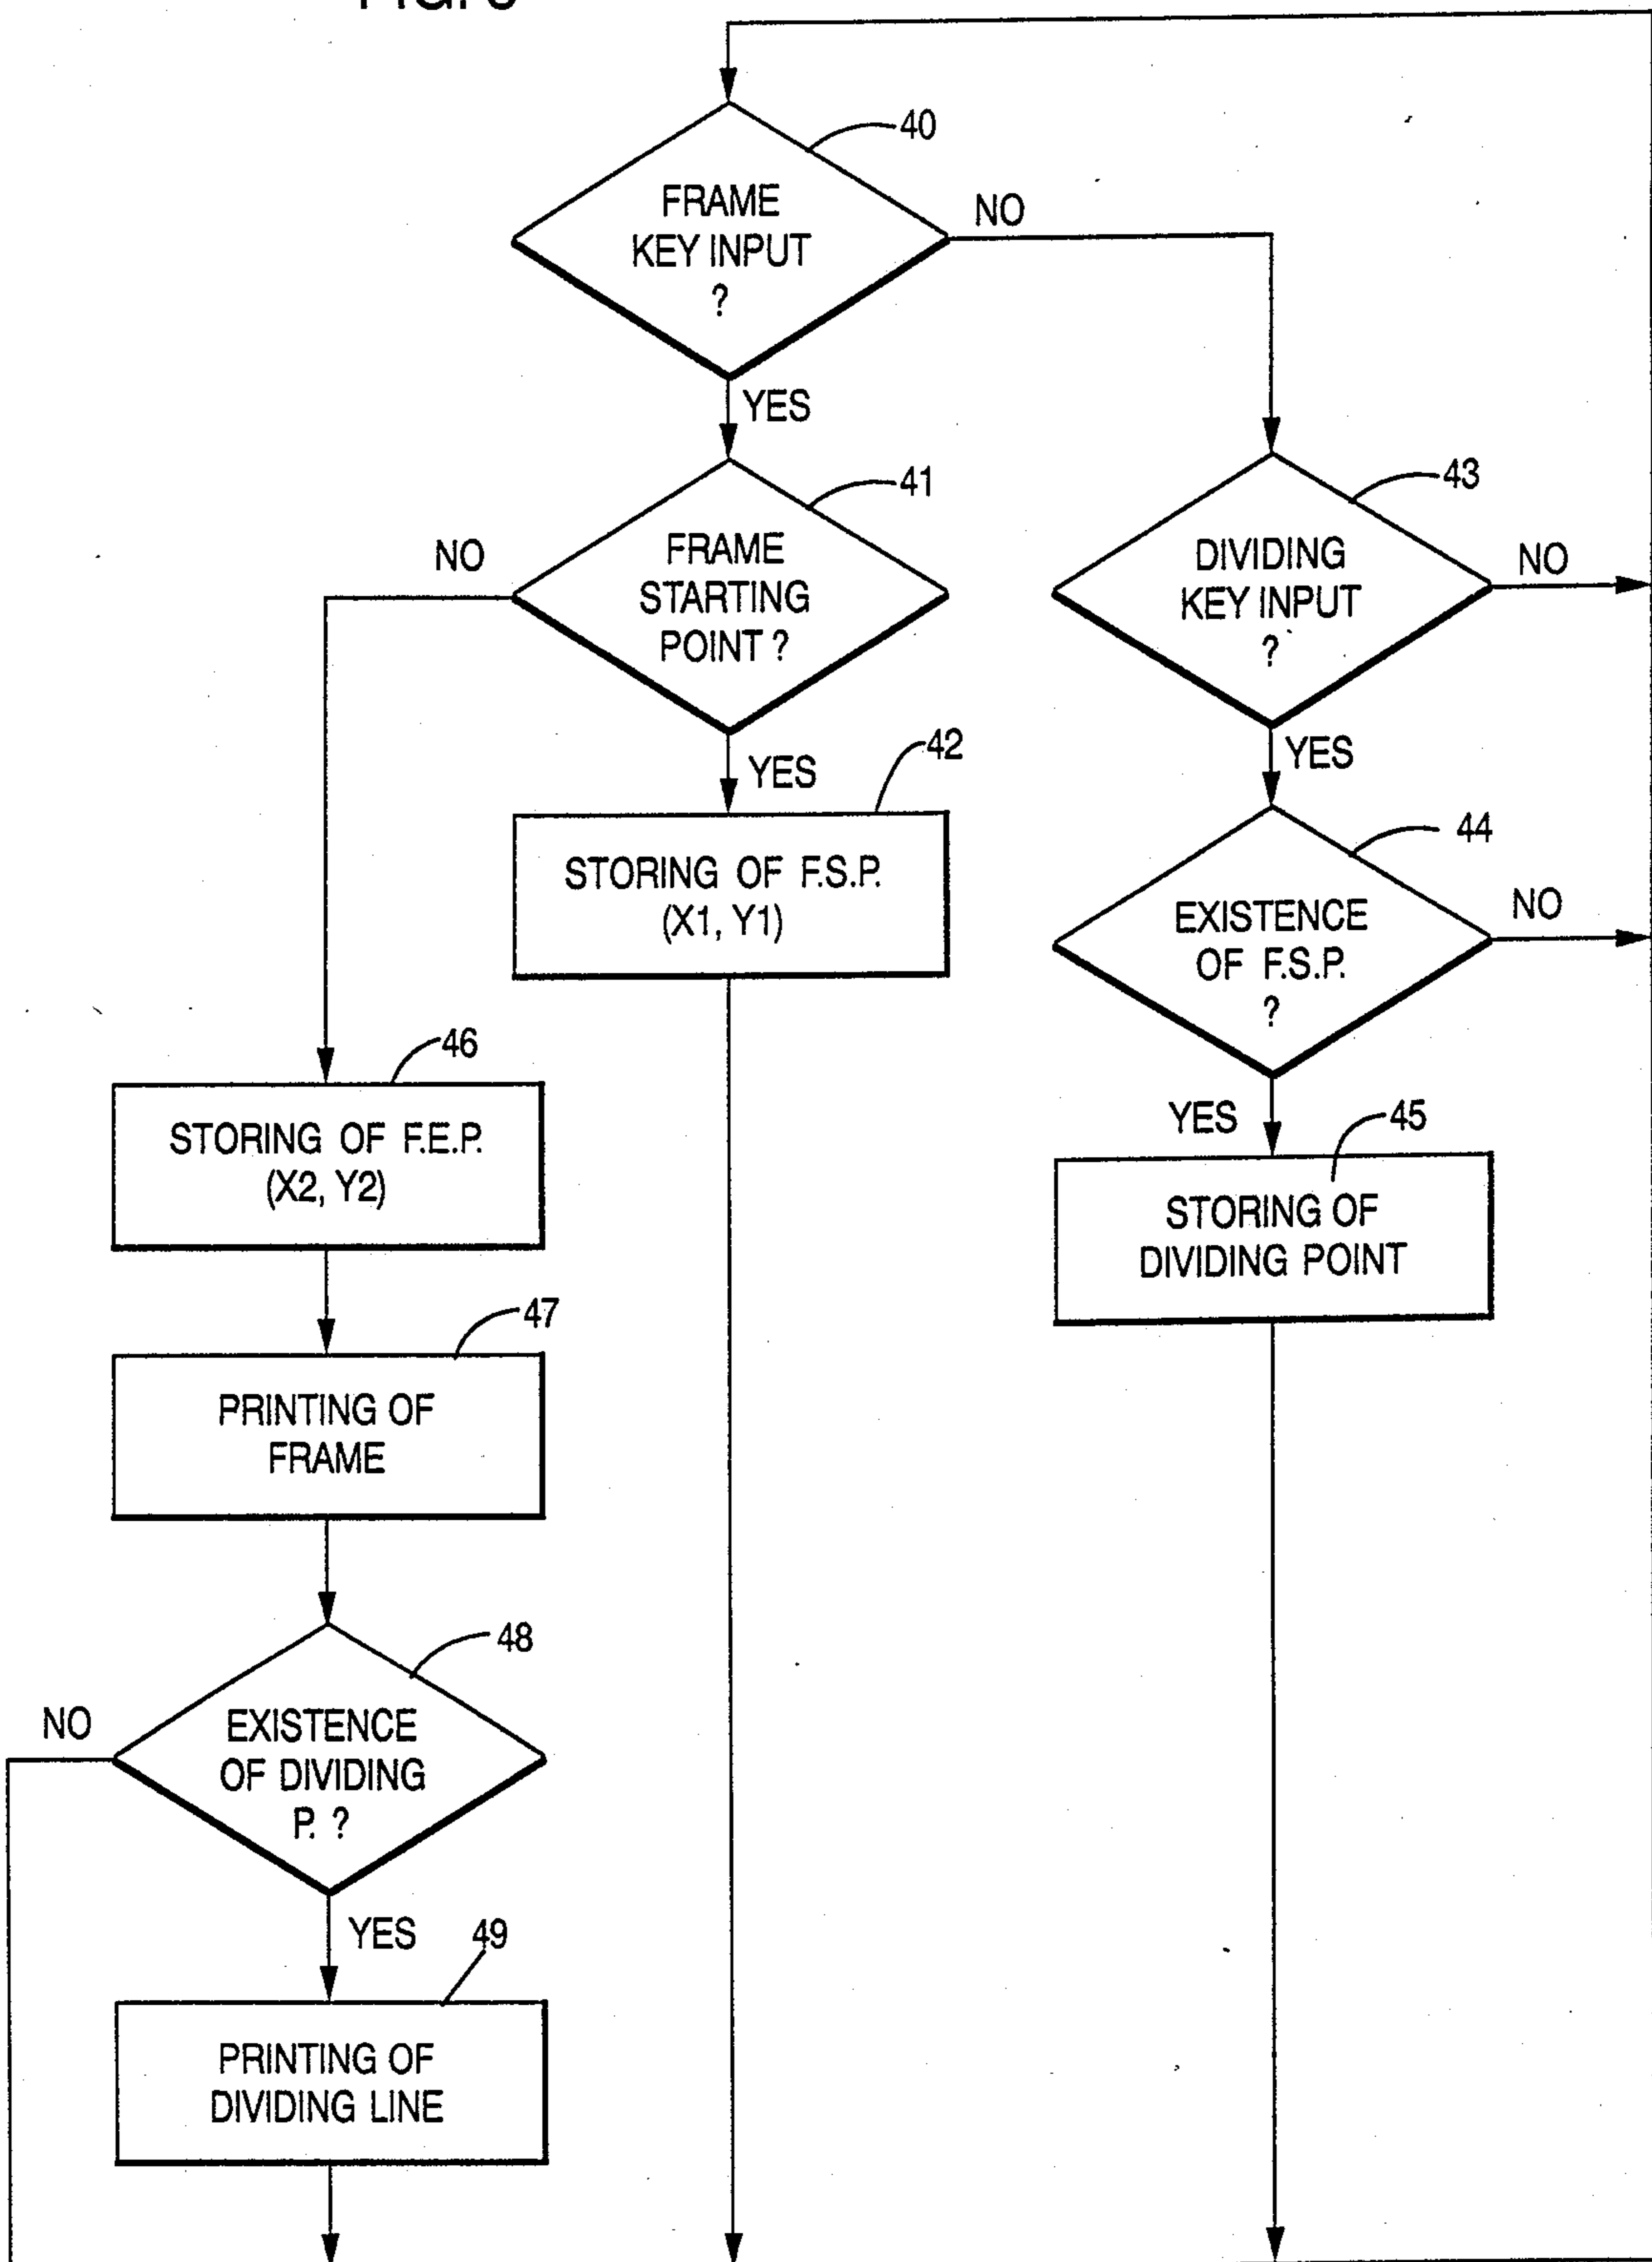 40
FRAME
KEY INPUT
?
NO
YES
41
FRAME
STARTING
POINT ?
NO
YES
43
DIVIDING
KEY INPUT
?
NO
YES
42
STORING OF F.S.P.
(X1, Y1)
44
EXISTENCE
OF F.S.P.
?
NO
YES
45
STORING OF
DIVIDING POINT
46
STORING OF F.E.P.
(X2, Y2)
47
PRINTING OF
FRAME
48
EXISTENCE
OF DIVIDING
P. ?
NO
YES
49
PRINTING OF
DIVIDING LINE